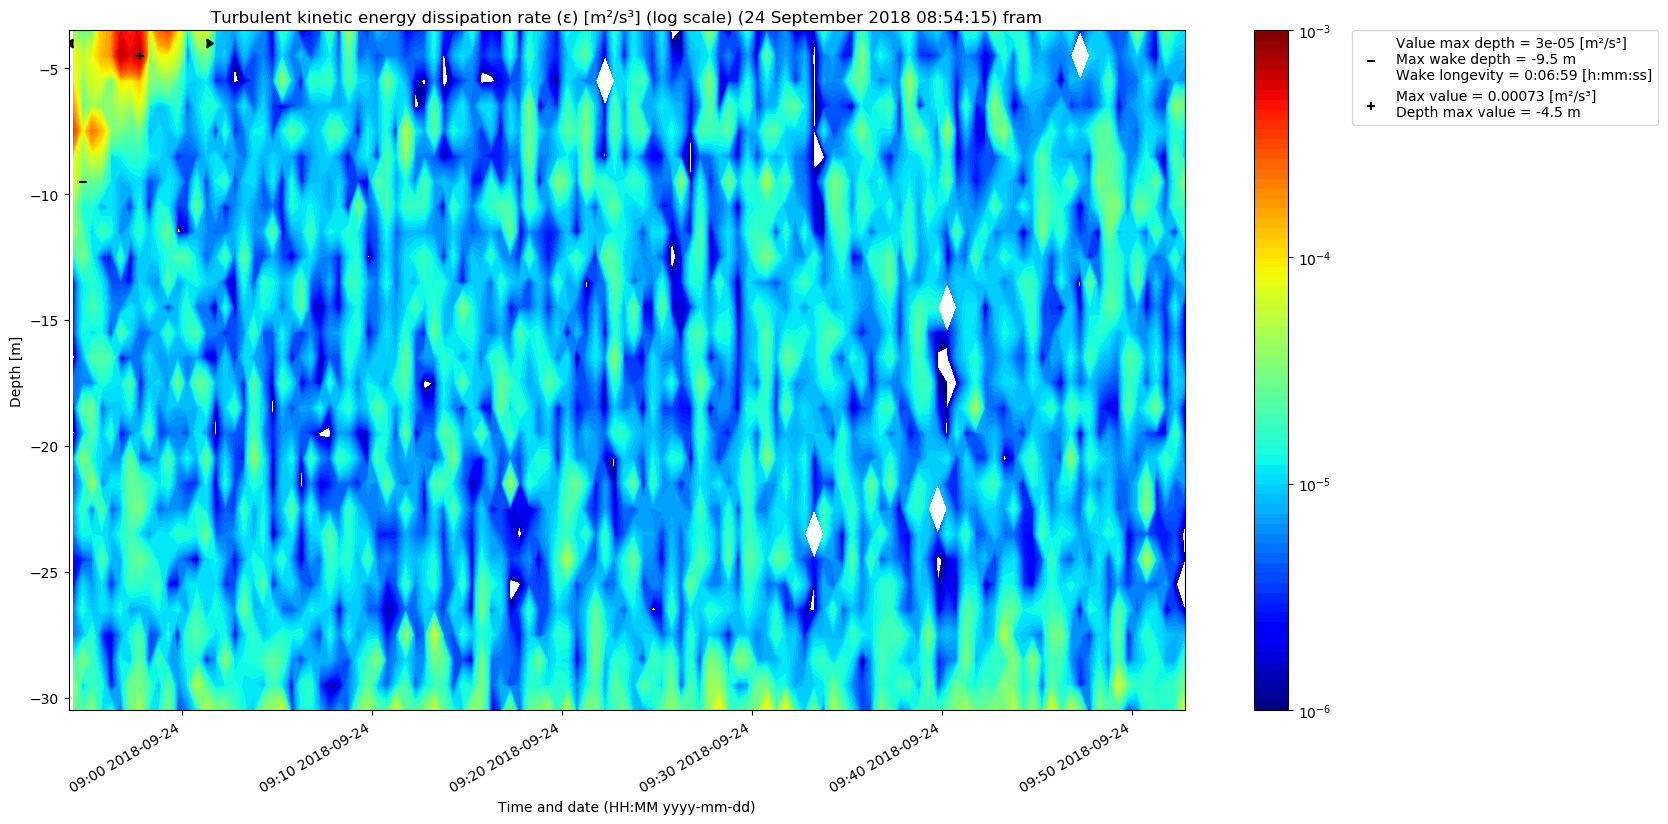 Turbulent kinetic energy dissipation rate (ε) [m²/s³] (log scale) (24 September 2018 08:54:15) fram
Depth [m]
−5
−10
−15
−20
−25
−30
09:00 2018-09-24
09:10 2018-09-24
09:20 2018-09-24
09:30 2018-09-24
09:40 2018-09-24
09:50 2018-09-24
Time and date (HH:MM yyyy-mm-dd)
10⁻³
10⁻⁴
10⁻⁵
10⁻⁶
Value max depth = 3e-05 [m²/s³]
Max wake depth = -9.5 m
Wake longevity = 0:06:59 [h:mm:ss]
Max value = 0.00073 [m²/s³]
Depth max value = -4.5 m